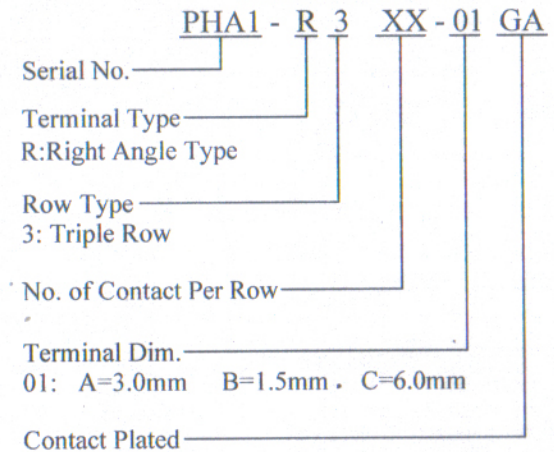 PHA1 - R 3 XX - 01 GA
Serial No.
Terminal Type
R:Right Angle Type
Row Type
3: Triple Row
No. of Contact Per Row
Terminal Dim.
01: A=3.0mm B=1.5mm . C=6.0mm
Contact Plated